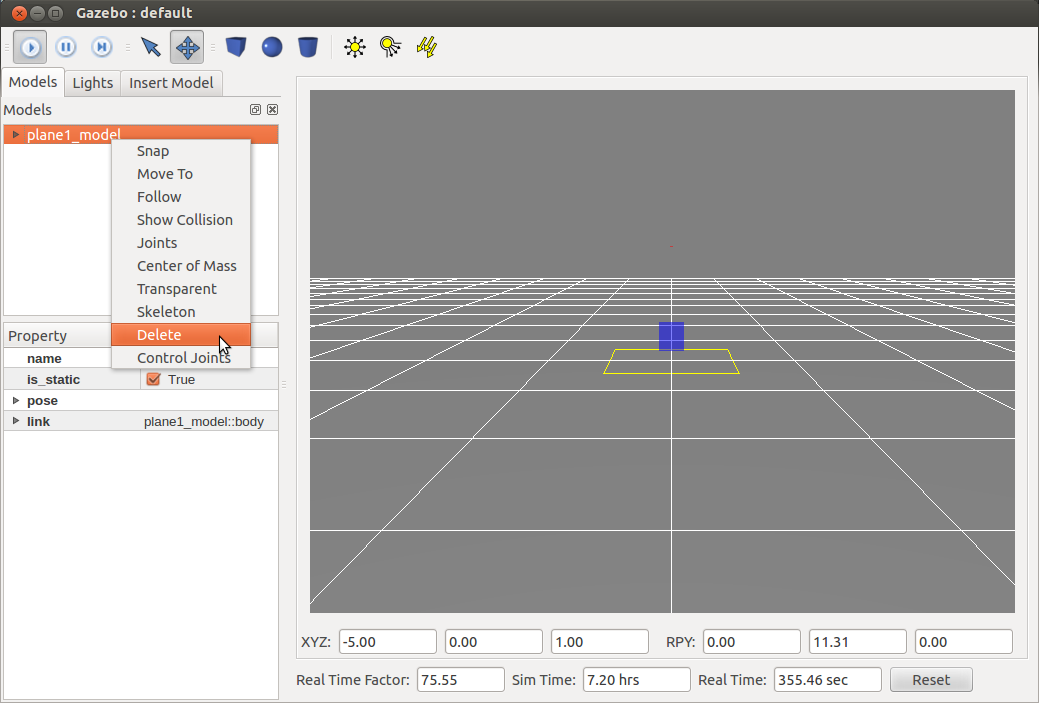 Gazebo : default
Models Lights Insert Model
Models
plane1_model
Snap
Move To
Follow
Show Collision
Joints
Center of Mass
Transparent
Skeleton
Delete
Control Joints
Property
name
is_static True
pose
link plane1_model::body
XYZ: -5.00 0.00 1.00 RPY: 0.00 11.31 0.00
Real Time Factor: 75.55 Sim Time: 7.20 hrs Real Time: 355.46 sec Reset